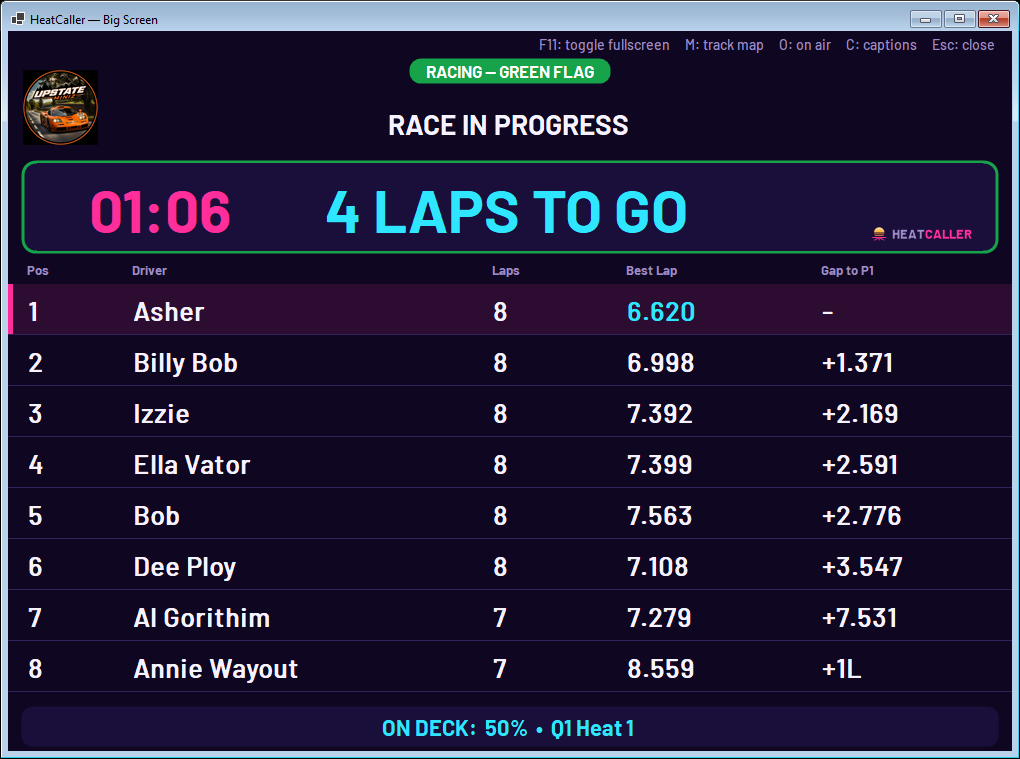 HeatCaller — Big Screen
F11: toggle fullscreen M: track map O: on air C: captions Esc: close
RACING – GREEN FLAG
UPSTATE
MINIZ
RACE IN PROGRESS
01:06 4 LAPS TO GO
HEATCALLER
Pos Driver Laps Best Lap Gap to P1
1 Asher 8 6.620 –
2 Billy Bob 8 6.998 +1.371
3 Izzie 8 7.392 +2.169
4 Ella Vator 8 7.399 +2.591
5 Bob 8 7.563 +2.776
6 Dee Ploy 8 7.108 +3.547
7 Al Gorithim 7 7.279 +7.531
8 Annie Wayout 7 8.559 +1L
ON DECK: 50% • Q1 Heat 1